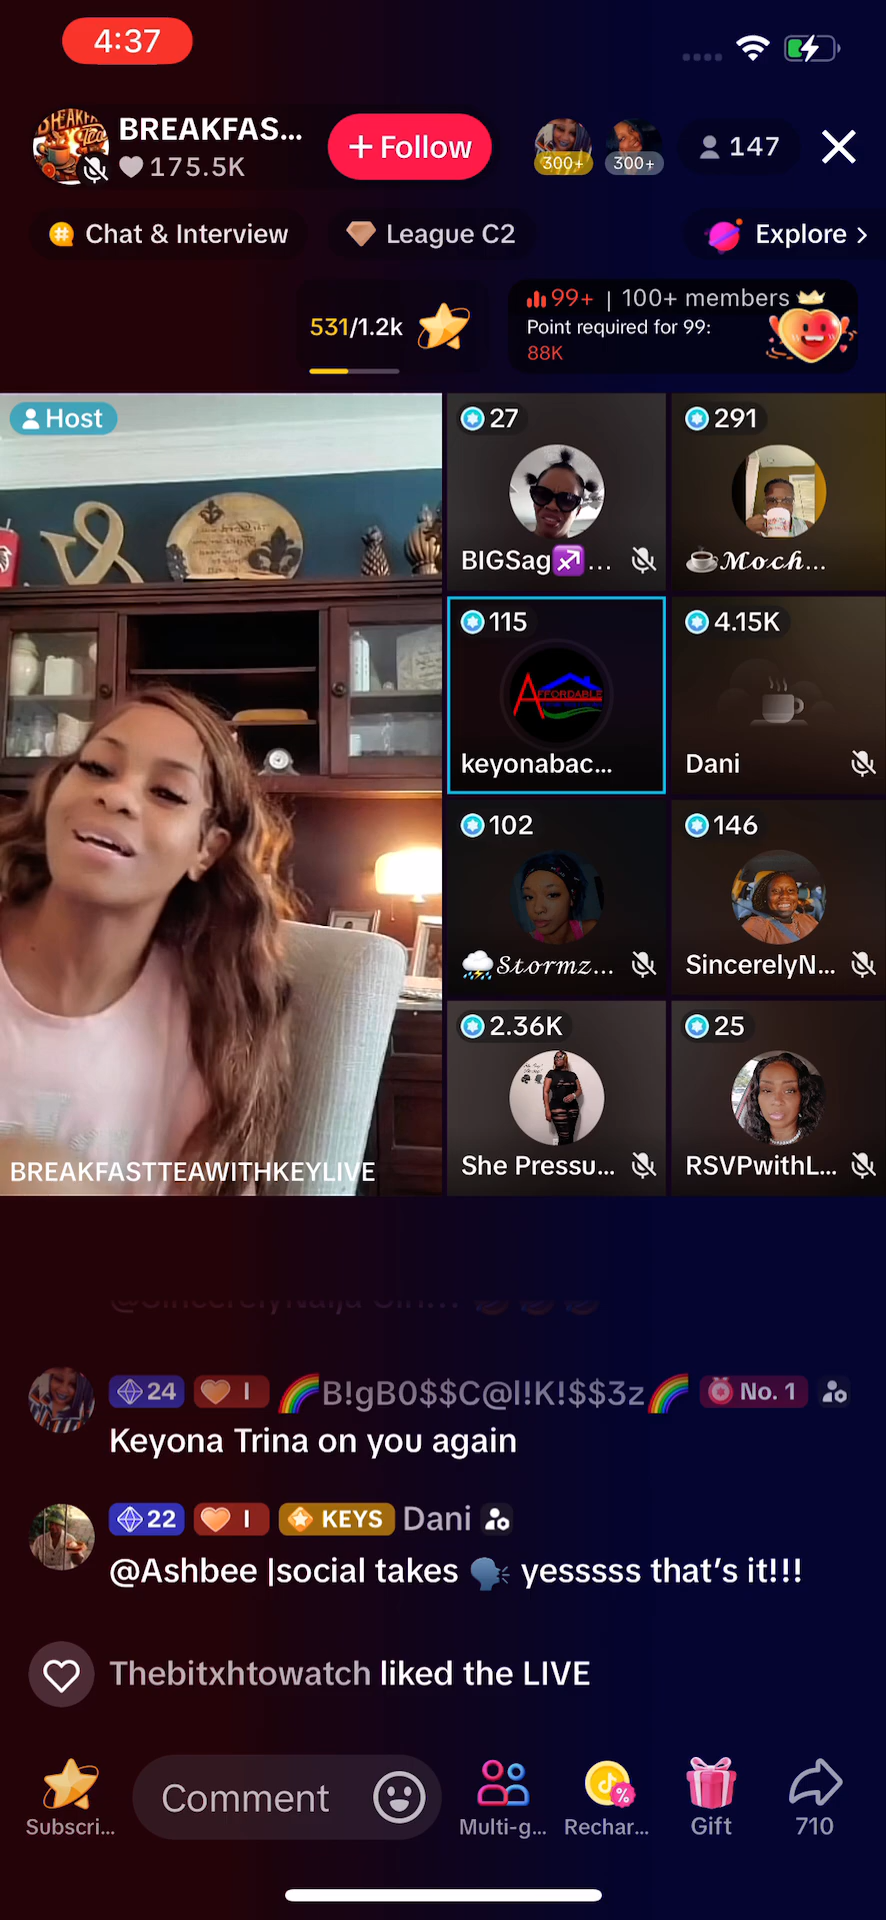 4:37
BREAKFAS...
175.5K
+ Follow
300+
300+
147
Chat & Interview
League C2
Explore >
531/1.2k
99+ | 100+ members
Point required for 99:
88K
Host
27
BIGSag♐...
291
☕𝓜𝓸𝓬𝓱...
115
AFFORDABLE
keyonabac...
4.15K
Dani
102
⛈️𝓢𝓽𝓸𝓻𝓶𝔃...
146
SincerelyN...
2.36K
She Pressu...
25
RSVPwithL...
BREAKFASTTEAWITHKEYLIVE
24 I 🌈B!gB0$$C@l!K!$$3z🌈 No. 1
Keyona Trina on you again
22 I KEYS Dani
@Ashbee |social takes 🗣️ yesssss that’s it!!!
Thebitxhtowatch liked the LIVE
Subscri...
Comment
Multi-g...
Rechar...
Gift
710